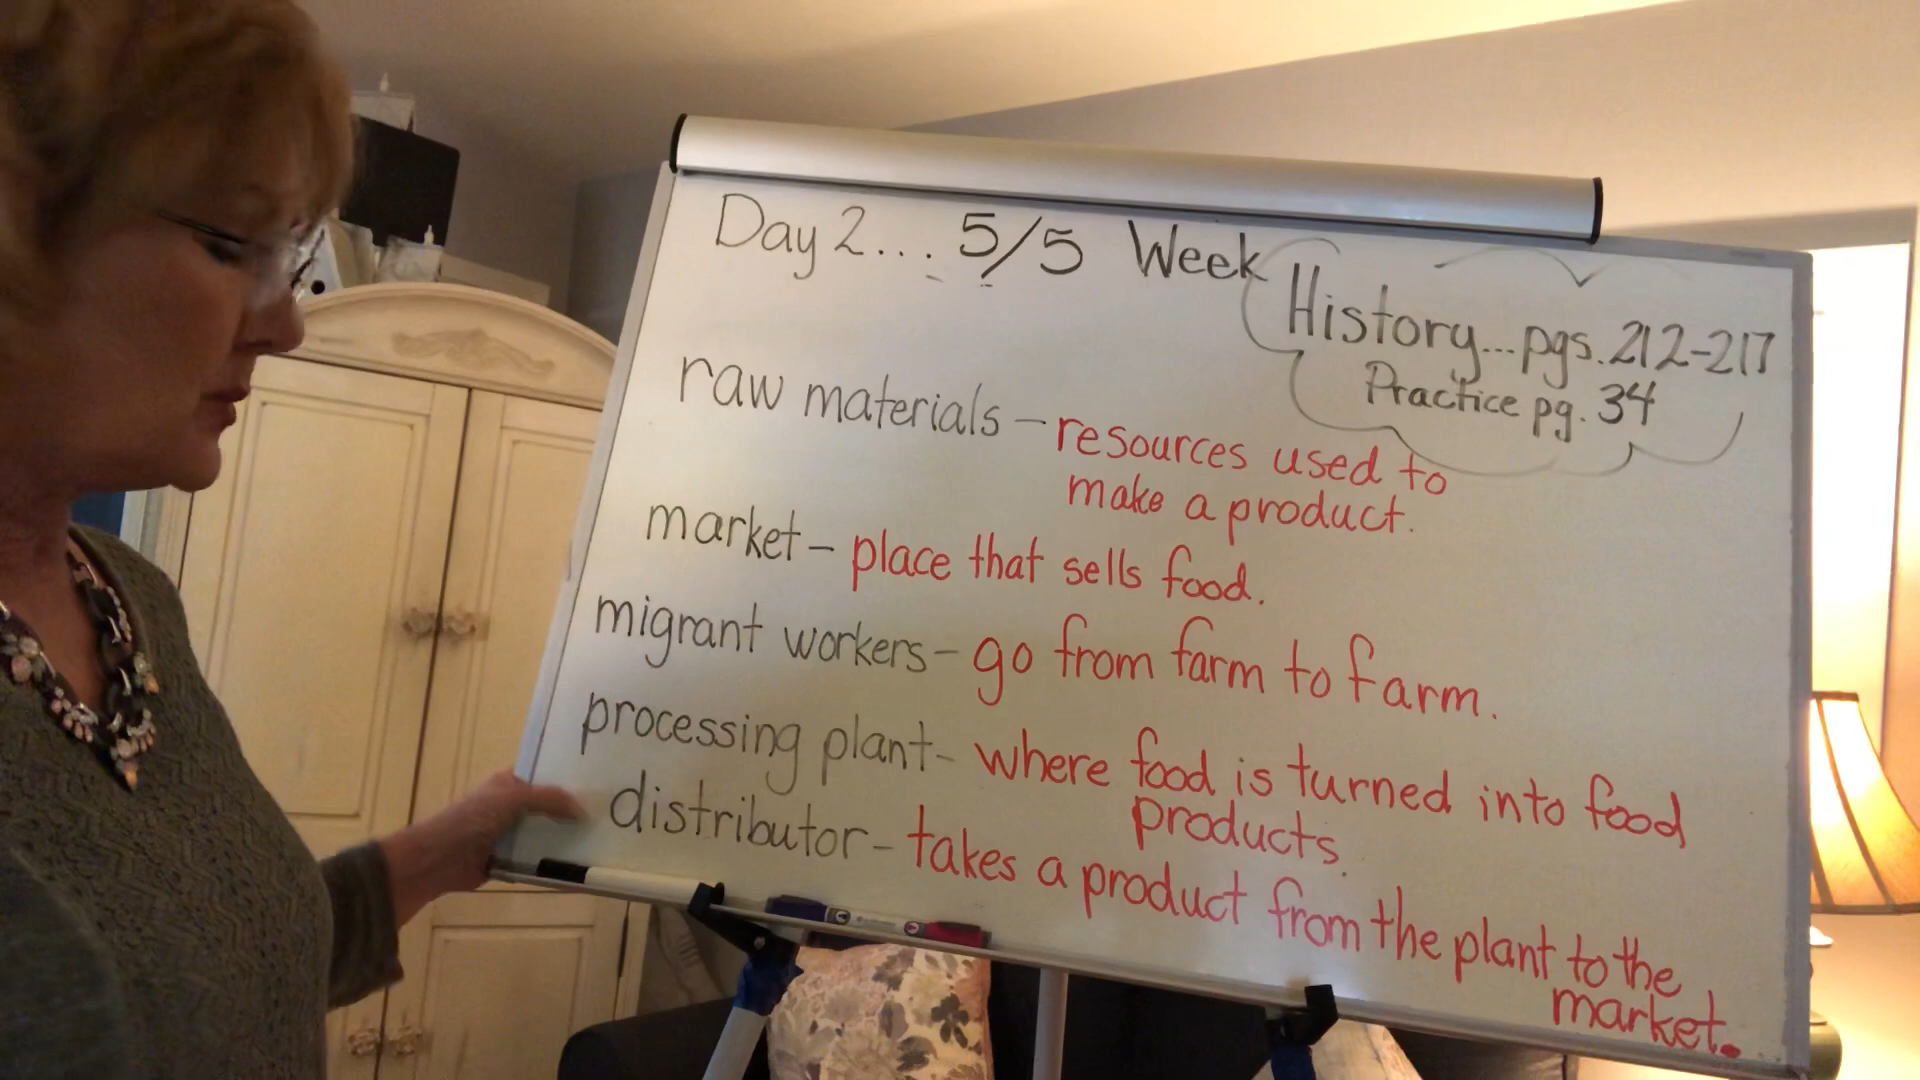 Day 2.... 5/5 Week
History...pgs. 212-217
Practice pg. 34
raw materials - resources used to
make a product.
market - place that sells food.
migrant workers - go from farm to farm.
processing plant - where food is turned into food
products.
distributor - takes a product from the plant to the
market.